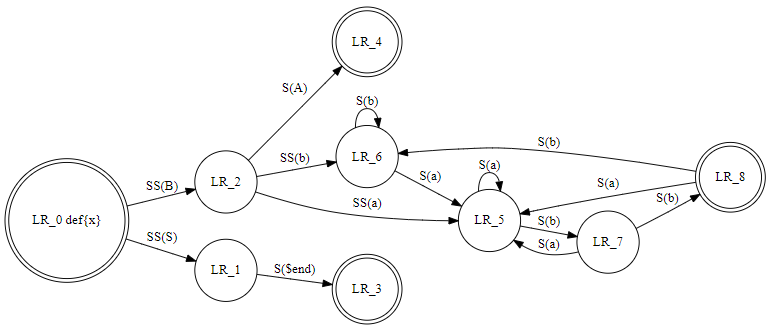 LR_4
S(A)
S(b)
S(b)
SS(b)
LR_6
S(a)
S(a)
S(a)
LR_8
SS(B)
LR_2
SS(a)
S(b)
LR_0 def{x}
LR_5
S(b)
LR_7
S(a)
SS(S)
LR_1
S($end)
LR_3